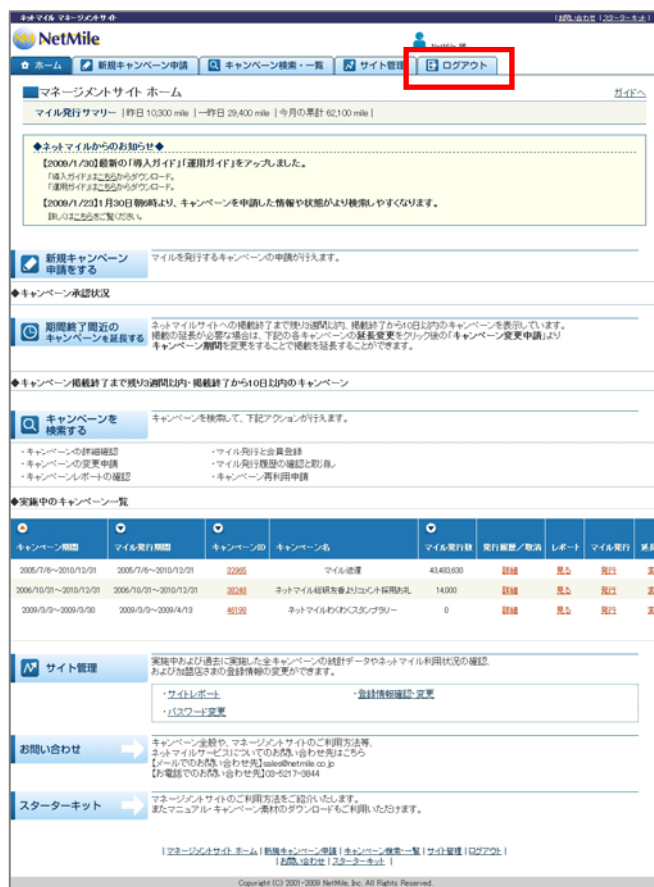 ネットマイル マネージメントサイト
| お問い合わせ | スターターキット |
NetMile
NetMile 様
ホーム
新規キャンペーン申請
キャンペーン検索・一覧
サイト管理
ログアウト
マネージメントサイト ホーム
ガイドへ
マイル発行サマリー | 昨日 10,300 mile | 一昨日 29,400 mile | 今月の累計 62,100 mile |
◆ネットマイルからのお知らせ◆
【2009/1/30】最新の「導入ガイド」「運用ガイド」をアップしました。
「導入ガイド」はこちらからダウンロード。
「運用ガイド」はこちらからダウンロード。
【2009/1/23】1月30日朝6時より、キャンペーンを申請した情報や状態がより検索しやすくなります。
詳しくはこちらをご覧ください。
新規キャンペーン
申請をする
マイルを発行するキャンペーンの申請が行えます。
◆キャンペーン承認状況
期間終了間近の
キャンペーンを延長する
ネットマイルサイトへの掲載終了まで残り3週間以内、掲載終了から10日以内のキャンペーンを表示しています。
掲載の延長が必要な場合は、下記の各キャンペーンの延長変更をクリック後の「キャンペーン変更申請」より
キャンペーン期間を変更をすることで掲載を延長することができます。
◆キャンペーン掲載終了まで残り3週間以内・掲載終了から10日以内のキャンペーン
キャンペーンを
検索する
キャンペーンを検索して、下記アクションが行えます。
・キャンペーンの詳細確認 ・マイル発行と会員登録
・キャンペーンの変更申請 ・マイル発行履歴の確認と取消し
・キャンペーンレポートの確認 ・キャンペーン再利用申請
◆実施中のキャンペーン一覧
キャンペーン期間 マイル発行期間 キャンペーンID キャンペーン名 マイル発行数 発行履歴／取消 レポート マイル発行
2005/7/6～2010/12/31 2005/7/6～2010/12/31 32965 マイル進呈 43,483,600 詳細 見る 発行
2006/10/31～2010/12/31 2006/10/31～2010/12/31 38248 ネットマイル総研友番よりコメント採用お礼 14,000 詳細 見る 発行
2009/3/3～2009/3/30 2009/3/3～2009/4/13 46198 ネットマイルわくわくスタンプラリー 0 詳細 見る 発行
サイト管理
実施中および過去に実施した全キャンペーンの統計データやネットマイル利用状況の確認、
および加盟店さまの登録情報の変更ができます。
・サイトレポート ・登録情報確認・変更
・パスワード変更
お問い合わせ
キャンペーン全般や、マネージメントサイトのご利用方法等、
ネットマイルサービスについてのお問い合わせ先はこちら
【メールでのお問い合わせ先】sales@netmile.co.jp
【お電話でのお問い合わせ先】03-5217-3844
スターターキット
マネージメントサイトのご利用方法をご紹介いたします。
またマニュアル・キャンペーン素材のダウンロードもご利用いただけます。
| マネージメントサイト ホーム | 新規キャンペーン申請 | キャンペーン検索・一覧 | サイト管理 | ログアウト |
| お問い合わせ | スターターキット |
Copyright (C) 2001-2009 NetMile, Inc. All Rights Reserved.